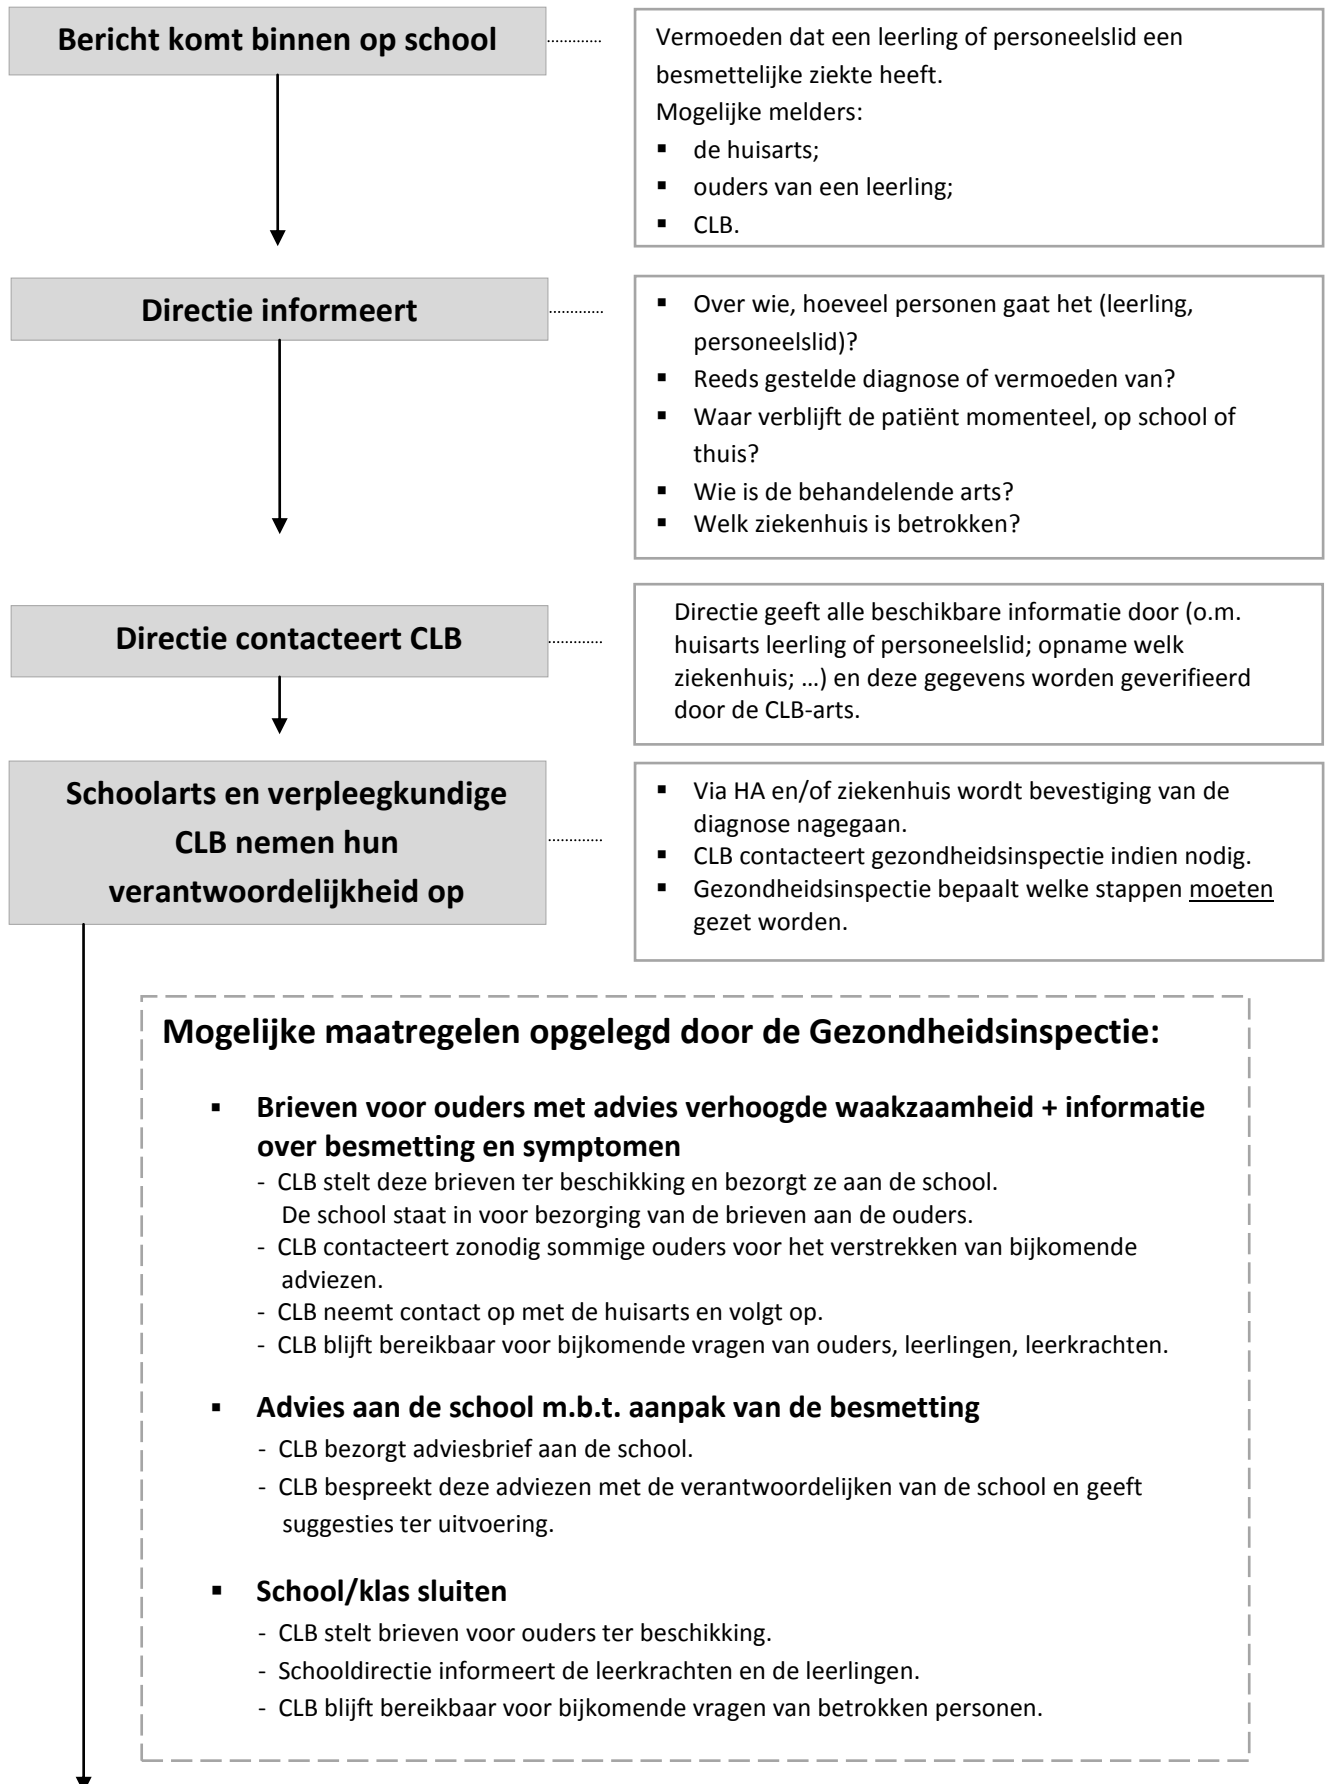 Bericht komt binnen op school
Vermoeden dat een leerling of personeelslid een
besmettelijke ziekte heeft.
Mogelijke melders:
▪ de huisarts;
▪ ouders van een leerling;
▪ CLB.
Directie informeert
▪ Over wie, hoeveel personen gaat het (leerling,
personeelslid)?
▪ Reeds gestelde diagnose of vermoeden van?
▪ Waar verblijft de patiënt momenteel, op school of
thuis?
▪ Wie is de behandelende arts?
▪ Welk ziekenhuis is betrokken?
Directie contacteert CLB
Directie geeft alle beschikbare informatie door (o.m.
huisarts leerling of personeelslid; opname welk
ziekenhuis; …) en deze gegevens worden geverifieerd
door de CLB-arts.
Schoolarts en verpleegkundige
CLB nemen hun
verantwoordelijkheid op
▪ Via HA en/of ziekenhuis wordt bevestiging van de
diagnose nagegaan.
▪ CLB contacteert gezondheidsinspectie indien nodig.
▪ Gezondheidsinspectie bepaalt welke stappen moeten
gezet worden.
Mogelijke maatregelen opgelegd door de Gezondheidsinspectie:
▪ Brieven voor ouders met advies verhoogde waakzaamheid + informatie
over besmetting en symptomen
- CLB stelt deze brieven ter beschikking en bezorgt ze aan de school.
De school staat in voor bezorging van de brieven aan de ouders.
- CLB contacteert zonodig sommige ouders voor het verstrekken van bijkomende
adviezen.
- CLB neemt contact op met de huisarts en volgt op.
- CLB blijft bereikbaar voor bijkomende vragen van ouders, leerlingen, leerkrachten.
▪ Advies aan de school m.b.t. aanpak van de besmetting
- CLB bezorgt adviesbrief aan de school.
- CLB bespreekt deze adviezen met de verantwoordelijken van de school en geeft
suggesties ter uitvoering.
▪ School/klas sluiten
- CLB stelt brieven voor ouders ter beschikking.
- Schooldirectie informeert de leerkrachten en de leerlingen.
- CLB blijft bereikbaar voor bijkomende vragen van betrokken personen.